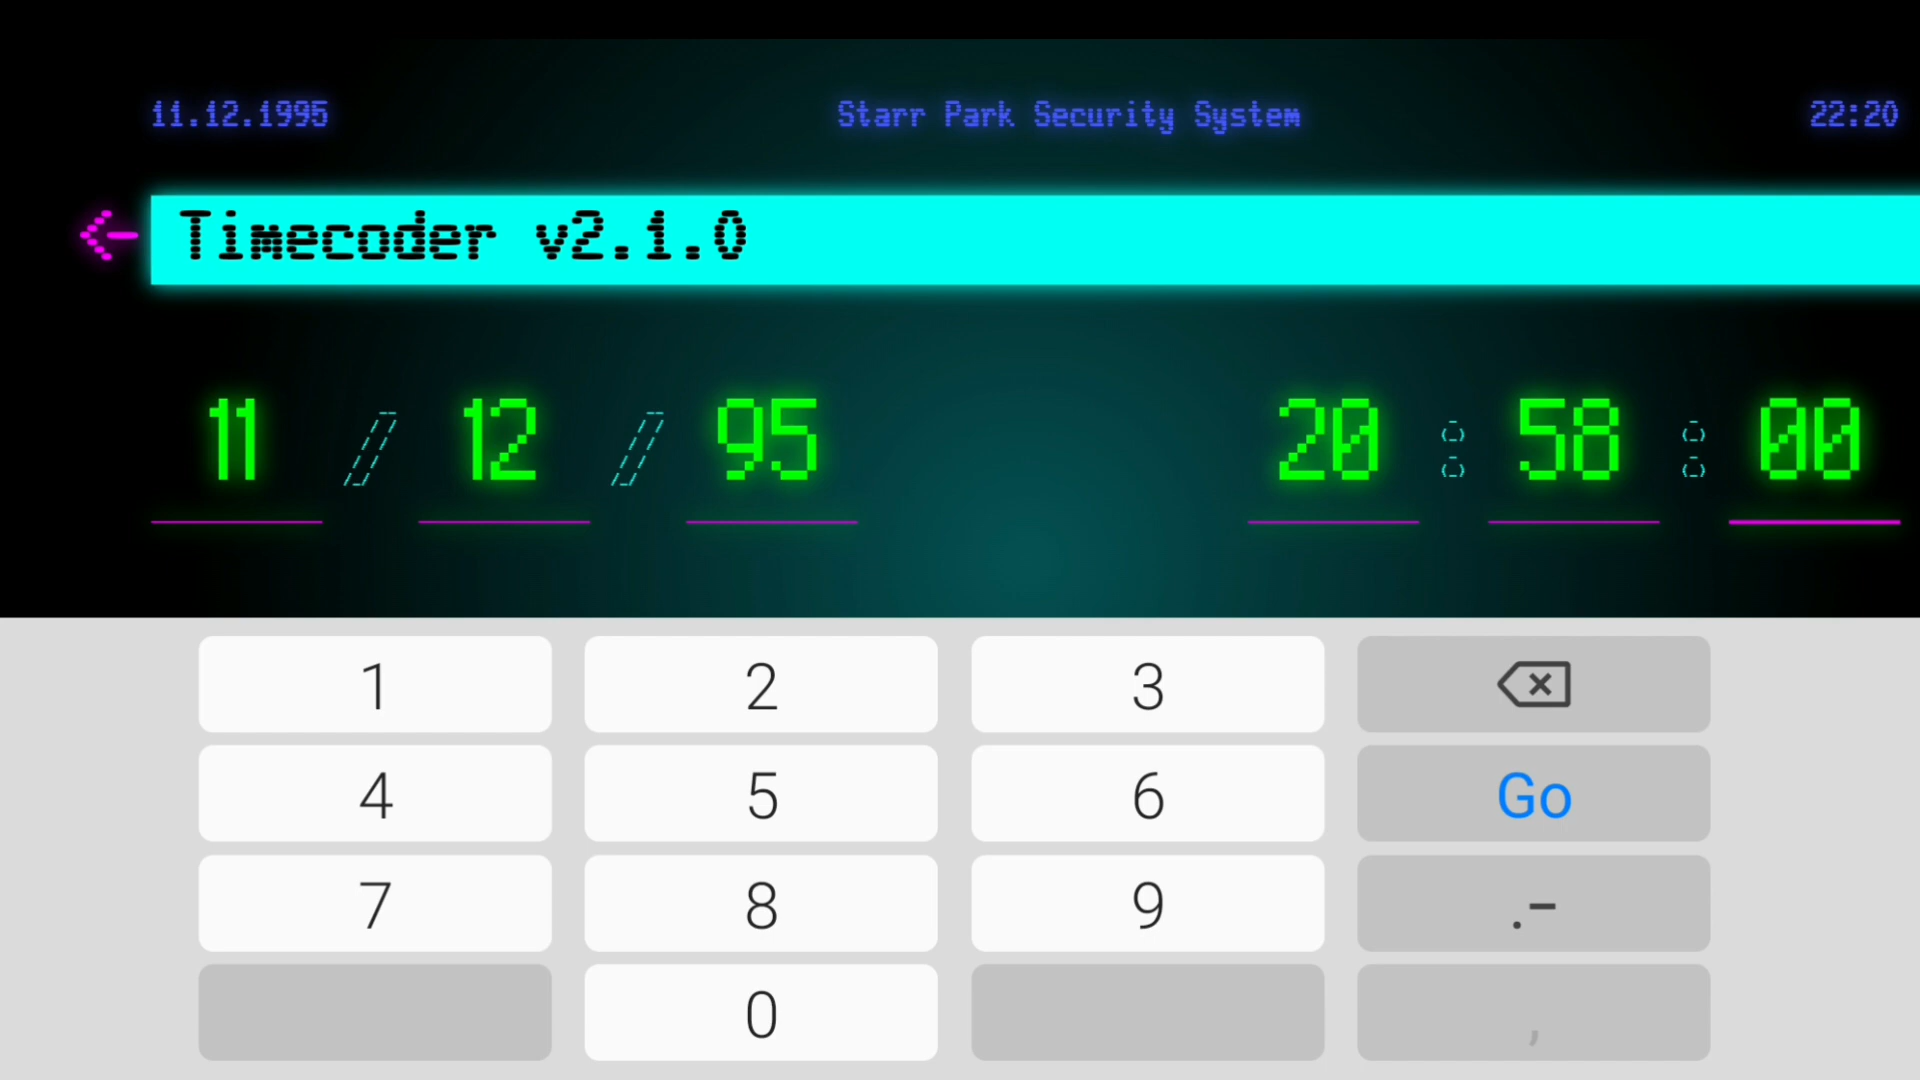 11.12.1995 Starr Park Security System 22:20
Timecoder v2.1.0
11 // 12 // 95 20 : 58 : 00
1 2 3
4 5 6 Go
7 8 9 .-
0 ,